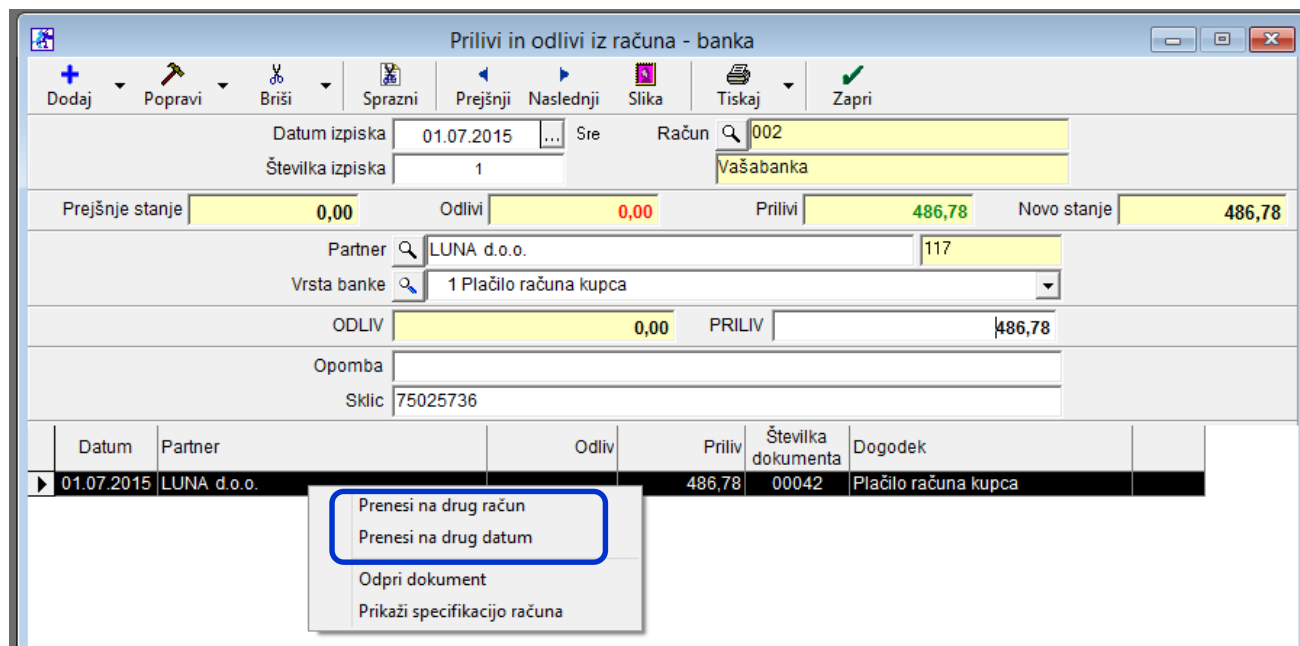 Prilivi in odlivi iz računa - banka
Dodaj Popravi Briši Sprazni Prejšnji Naslednji Slika Tiskaj Zapri
Datum izpiska 01.07.2015 ... Sre Račun 002
Številka izpiska 1 Vašabanka
Prejšnje stanje 0,00 Odlivi 0,00 Prilivi 486,78 Novo stanje 486,78
Partner LUNA d.o.o. 117
Vrsta banke 1 Plačilo računa kupca
ODLIV 0,00 PRILIV 486,78
Opomba
Sklic 75025736
Datum Partner Odliv Priliv Številka dokumenta Dogodek
01.07.2015 LUNA d.o.o. 486,78 00042 Plačilo računa kupca
Prenesi na drug račun
Prenesi na drug datum
Odpri dokument
Prikaži specifikacijo računa